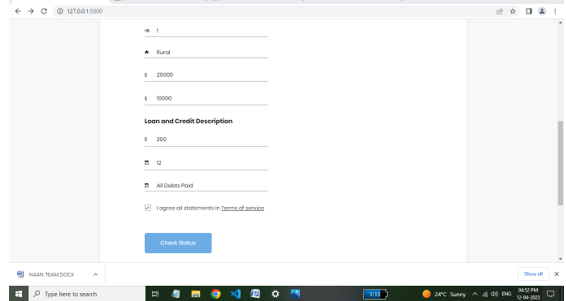 127.0.0.1:5000
1
Rural
$ 20000
$ 10000
Loan and Credit Description
$ 200
12
All Debts Paid
I agree all statements in Terms of service
Check Status
NAAN TEAM.DOCX
Show all
Type here to search
24°C Sunny
ENG
04:52 PM
12-04-2023